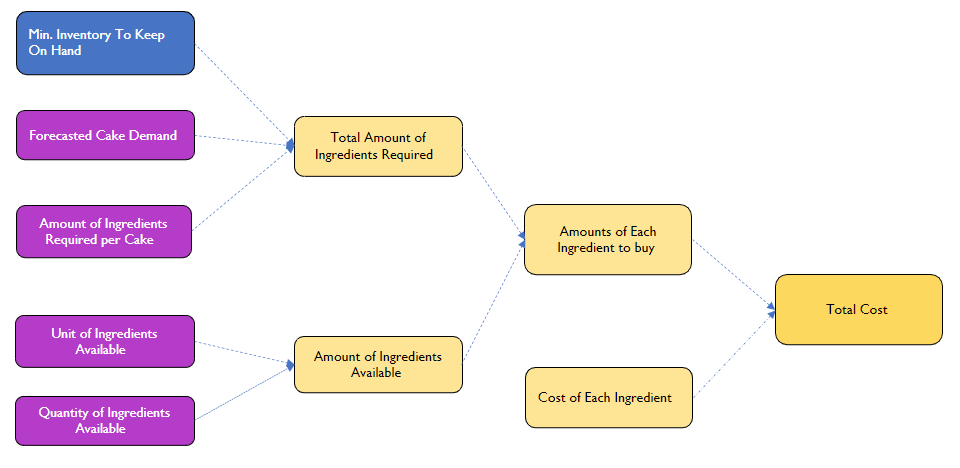 Min. Inventory To Keep
On Hand
Forecasted Cake Demand
Amount of Ingredients
Required per Cake
Unit of Ingredients
Available
Quantity of Ingredients
Available
Total Amount of
Ingredients Required
Amount of Ingredients
Available
Amounts of Each
Ingredient to buy
Cost of Each Ingredient
Total Cost